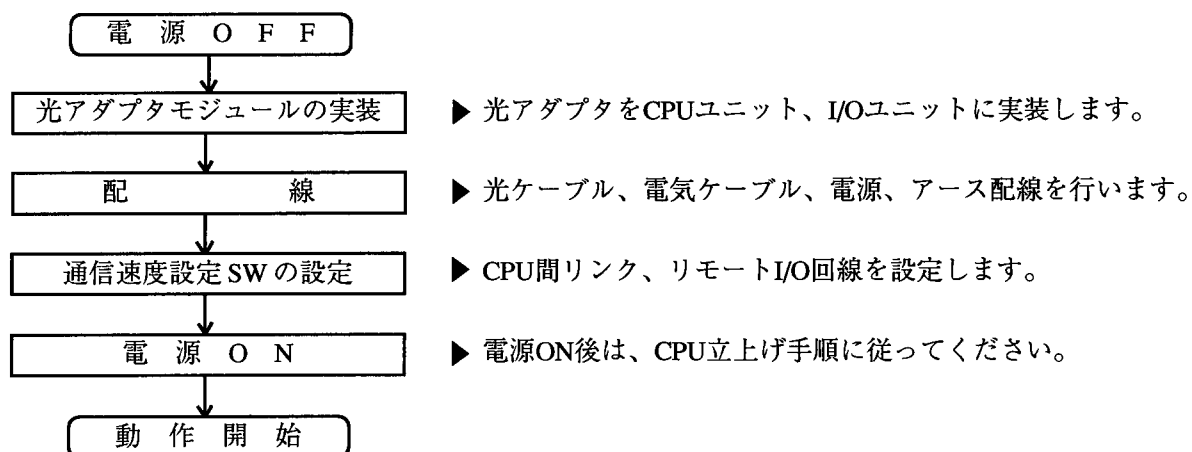 電源OFF
光アダプタモジュールの実装 ▶ 光アダプタをCPUユニット、I/Oユニットに実装します。
配線 ▶ 光ケーブル、電気ケーブル、電源、アース配線を行います。
通信速度設定SWの設定 ▶ CPU間リンク、リモートI/O回線を設定します。
電源ON ▶ 電源ON後は、CPU立上げ手順に従ってください。
動作開始